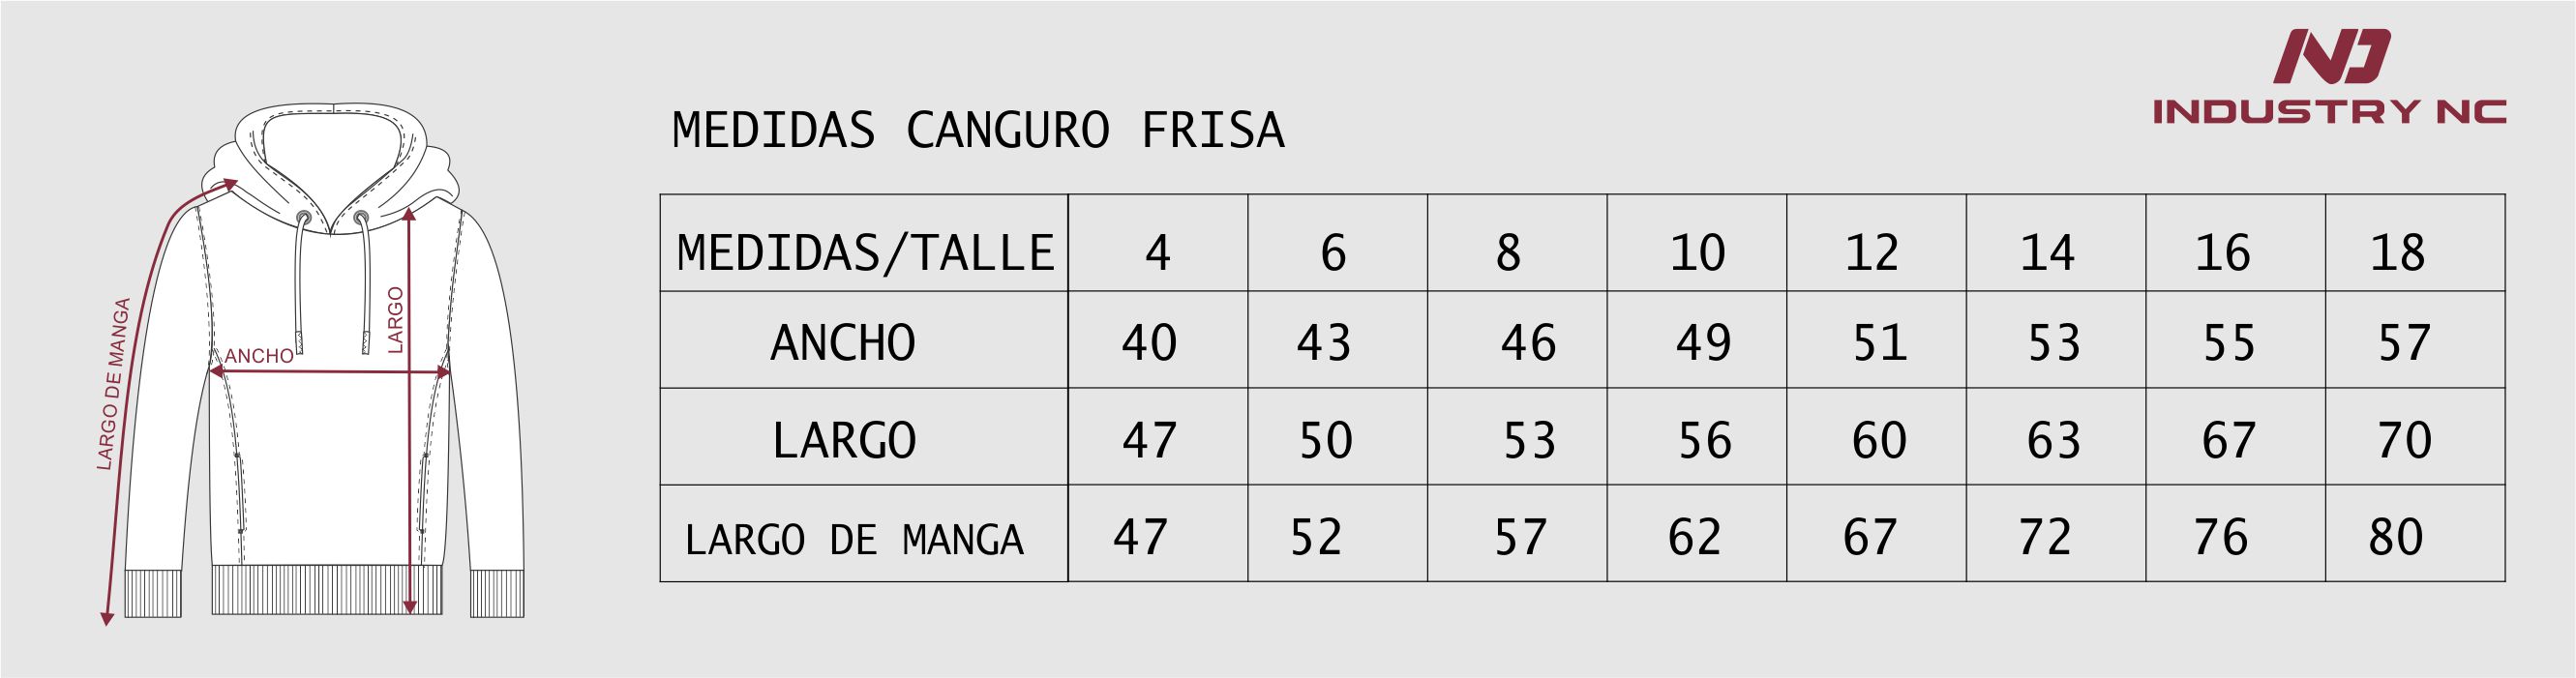 INDUSTRY NC
MEDIDAS CANGURO FRISA
LARGO DE MANGA
ANCHO
LARGO
MEDIDAS/TALLE 4 6 8 10 12 14 16 18
ANCHO 40 43 46 49 51 53 55 57
LARGO 47 50 53 56 60 63 67 70
LARGO DE MANGA 47 52 57 62 67 72 76 80